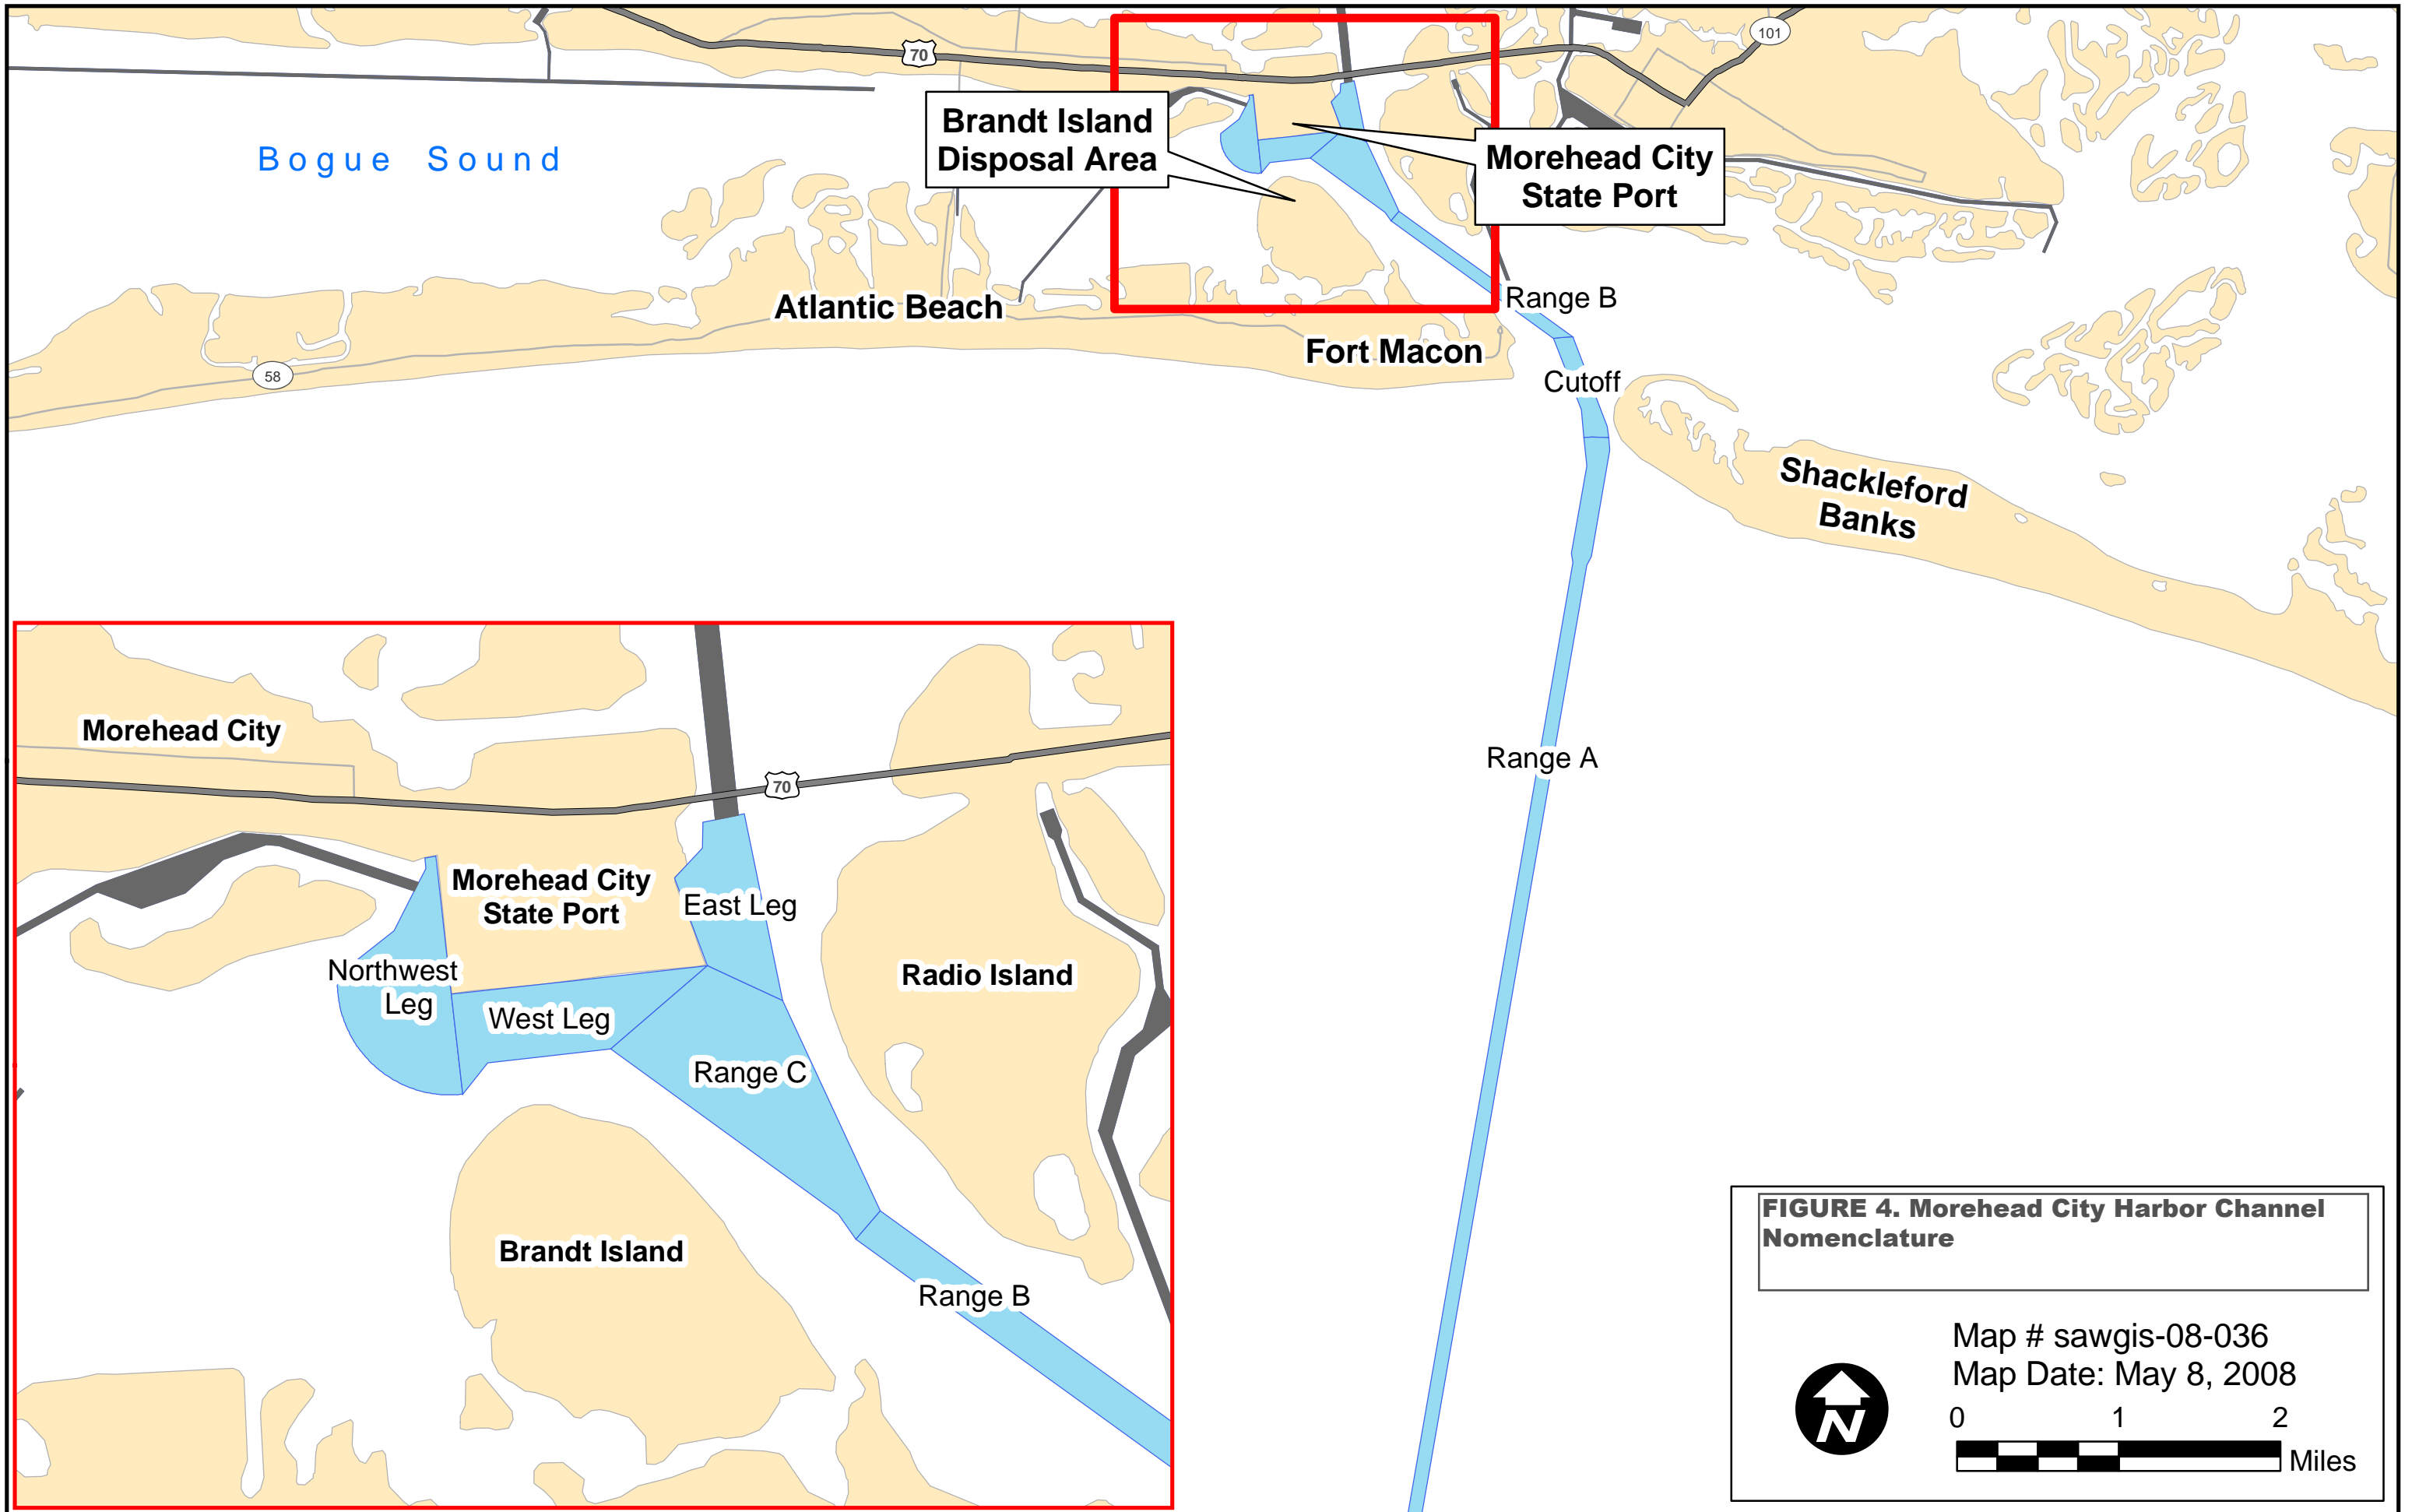 70
101
Bogue Sound
Brandt Island
Disposal Area
Morehead City
State Port
Range B
Atlantic Beach
Fort Macon
58
Cutoff
Shackleford
Banks
Range A
Morehead City
70
Morehead City
State Port
East Leg
Northwest
Leg
West Leg
Radio Island
Range C
Brandt Island
Range B
FIGURE 4. Morehead City Harbor Channel
Nomenclature
Map # sawgis-08-036
Map Date: May 8, 2008
N
0 1 2
Miles